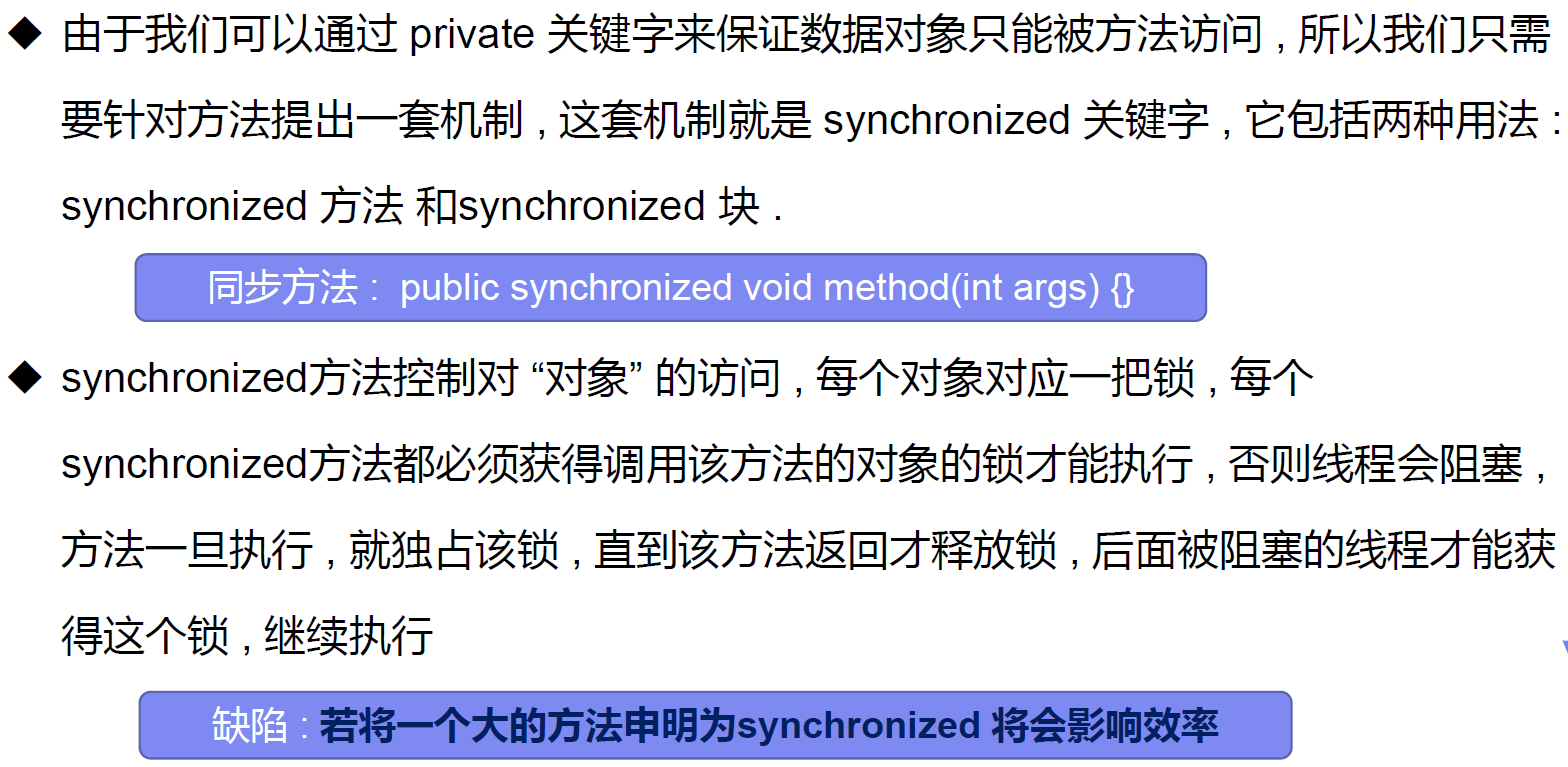 ◆ 由于我们可以通过 private 关键字来保证数据对象只能被方法访问 , 所以我们只需
要针对方法提出一套机制 , 这套机制就是 synchronized 关键字 , 它包括两种用法 :
synchronized 方法 和synchronized 块 .
同步方法 : public synchronized void method(int args) {}
◆ synchronized方法控制对 “对象” 的访问 , 每个对象对应一把锁 , 每个
synchronized方法都必须获得调用该方法的对象的锁才能执行 , 否则线程会阻塞 ,
方法一旦执行 , 就独占该锁 , 直到该方法返回才释放锁 , 后面被阻塞的线程才能获
得这个锁 , 继续执行
缺陷 : 若将一个大的方法申明为synchronized 将会影响效率